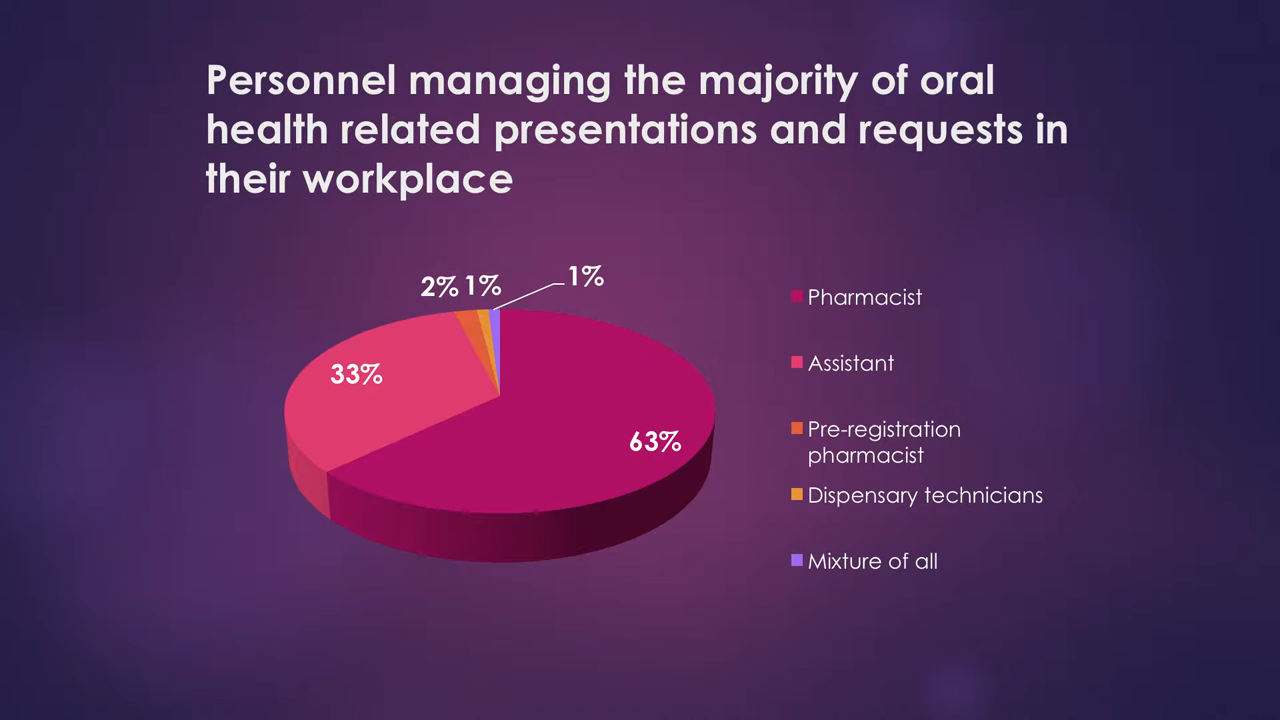 Personnel managing the majority of oral
health related presentations and requests in
their workplace
2% 1% 1%
33%
63%
Pharmacist
Assistant
Pre-registration
pharmacist
Dispensary technicians
Mixture of all